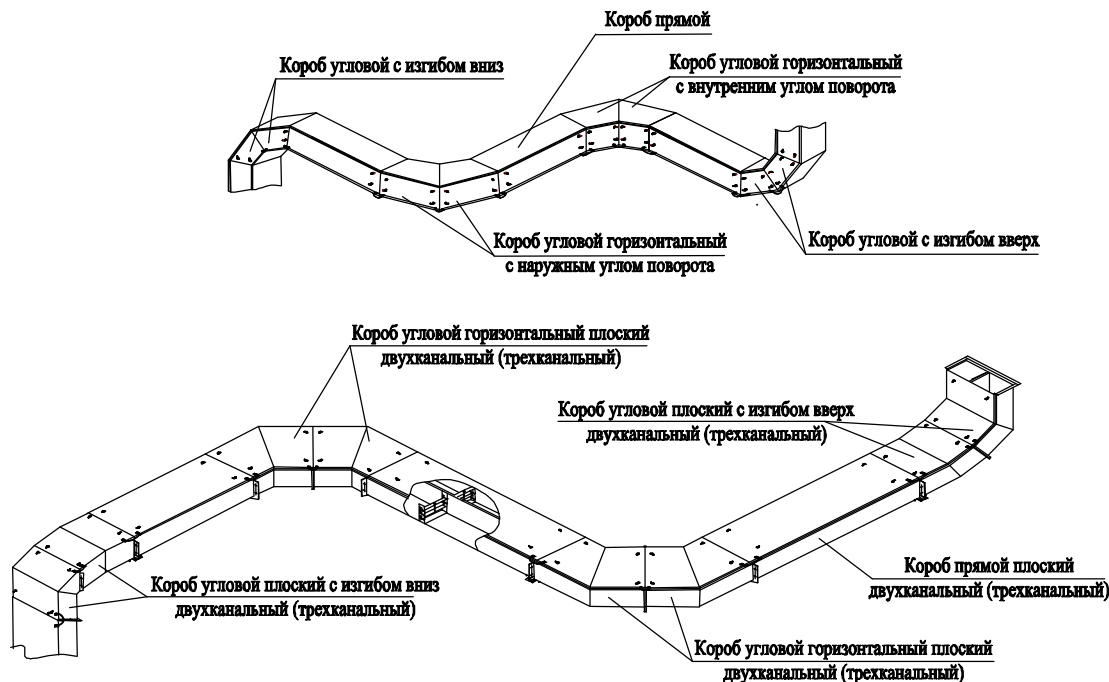 Короб прямой
Короб угловой с изгибом вниз
Короб угловой горизонтальный
с внутренним углом поворота
Короб угловой горизонтальный
с наружным углом поворота
Короб угловой с изгибом вверх
Короб угловой горизонтальный плоский
двухканальный (трехканальный)
Короб угловой плоский с изгибом вверх
двухканальный (трехканальный)
Короб угловой плоский с изгибом вниз
двухканальный (трехканальный)
Короб прямой плоский
двухканальный (трехканальный)
Короб угловой горизонтальный плоский
двухканальный (трехканальный)